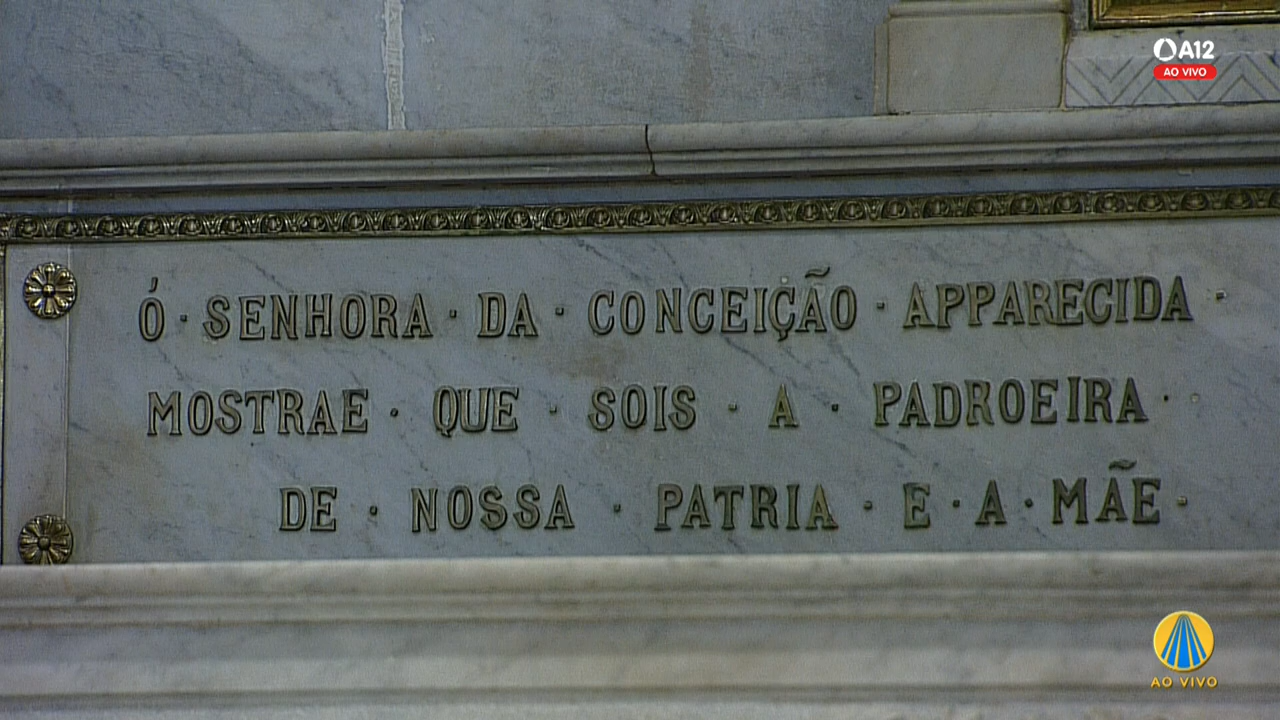 A12
AO VIVO
Ó · SENHORA · DA · CONCEIÇÃO · APPARECIDA ·
MOSTRAE · QUE · SOIS · A · PADROEIRA ·
DE · NOSSA · PATRIA · E · A · MÃE ·
AO VIVO